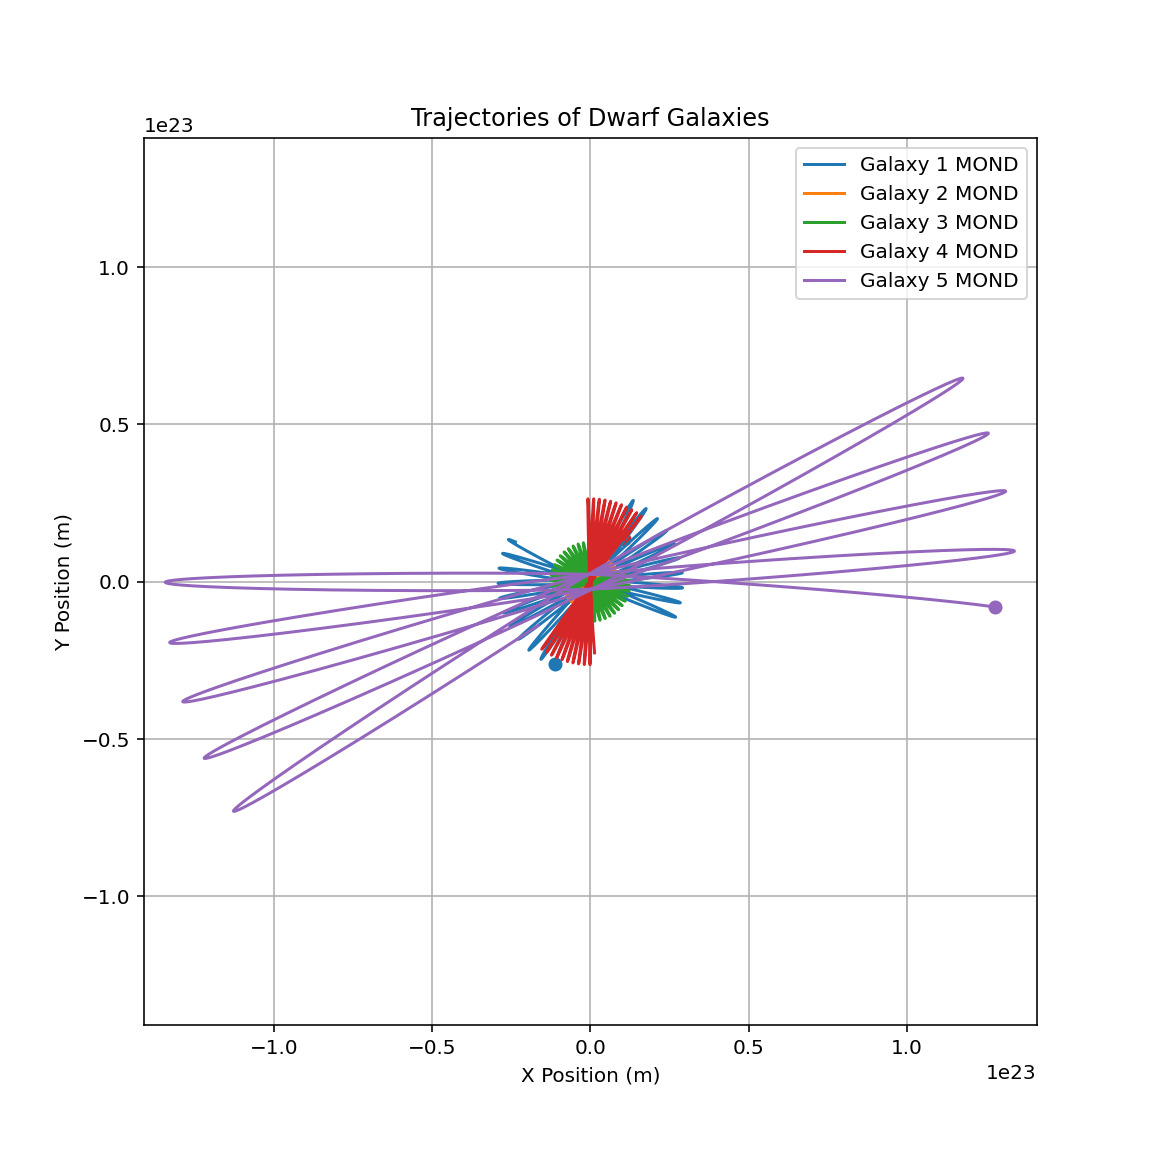 Trajectories of Dwarf Galaxies
1e23
Galaxy 1 MOND
Galaxy 2 MOND
Galaxy 3 MOND
Galaxy 4 MOND
Galaxy 5 MOND
1.0
0.5
0.0
−0.5
−1.0
Y Position (m)
−1.0 −0.5 0.0 0.5 1.0
1e23
X Position (m)